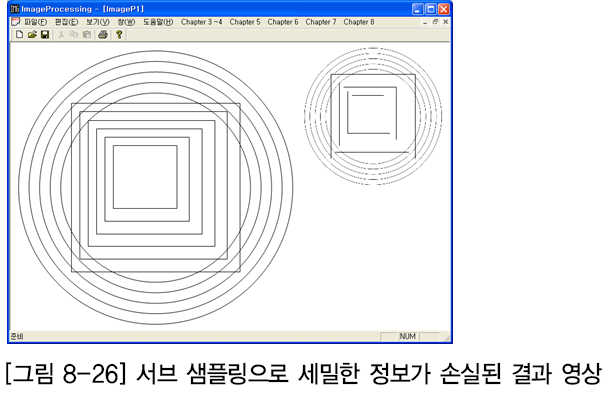 ImageProcessing - [ImageP1]
파일(F) 편집(E) 보기(V) 창(W) 도움말(H) Chapter 3 ~4 Chapter 5 Chapter 6 Chapter 7 Chapter 8
준비 NUM
[그림 8-26] 서브 샘플링으로 세밀한 정보가 손실된 결과 영상